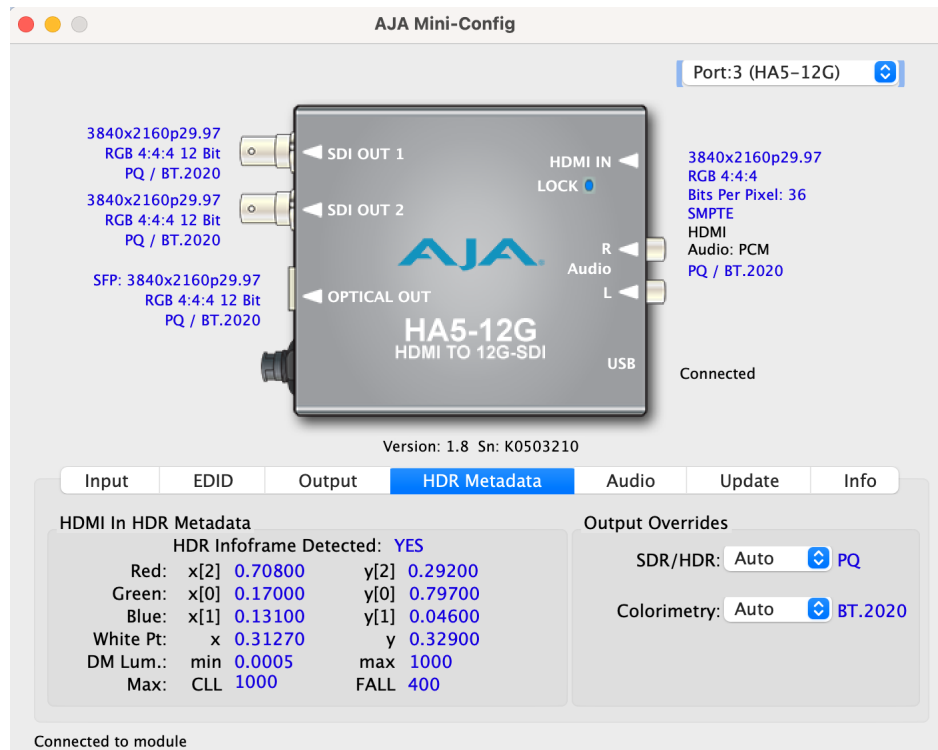 AJA Mini-Config
Port:3 (HA5-12G)
3840x2160p29.97
RGB 4:4:4 12 Bit
PQ / BT.2020
3840x2160p29.97
RGB 4:4:4 12 Bit
PQ / BT.2020
SFP: 3840x2160p29.97
RGB 4:4:4 12 Bit
PQ / BT.2020
SDI OUT 1
SDI OUT 2
OPTICAL OUT
HDMI IN
LOCK
AJA
R
Audio
L
HA5-12G
HDMI TO 12G-SDI
USB
3840x2160p29.97
RGB 4:4:4
Bits Per Pixel: 36
SMPTE
HDMI
Audio: PCM
PQ / BT.2020
Connected
Version: 1.8 Sn: K0503210
Input EDID Output HDR Metadata Audio Update Info
HDMI In HDR Metadata
HDR Infoframe Detected: YES
Red: x[2] 0.70800 y[2] 0.29200
Green: x[0] 0.17000 y[0] 0.79700
Blue: x[1] 0.13100 y[1] 0.04600
White Pt: x 0.31270 y 0.32900
DM Lum.: min 0.0005 max 1000
Max: CLL 1000 FALL 400
Output Overrides
SDR/HDR: Auto PQ
Colorimetry: Auto BT.2020
Connected to module